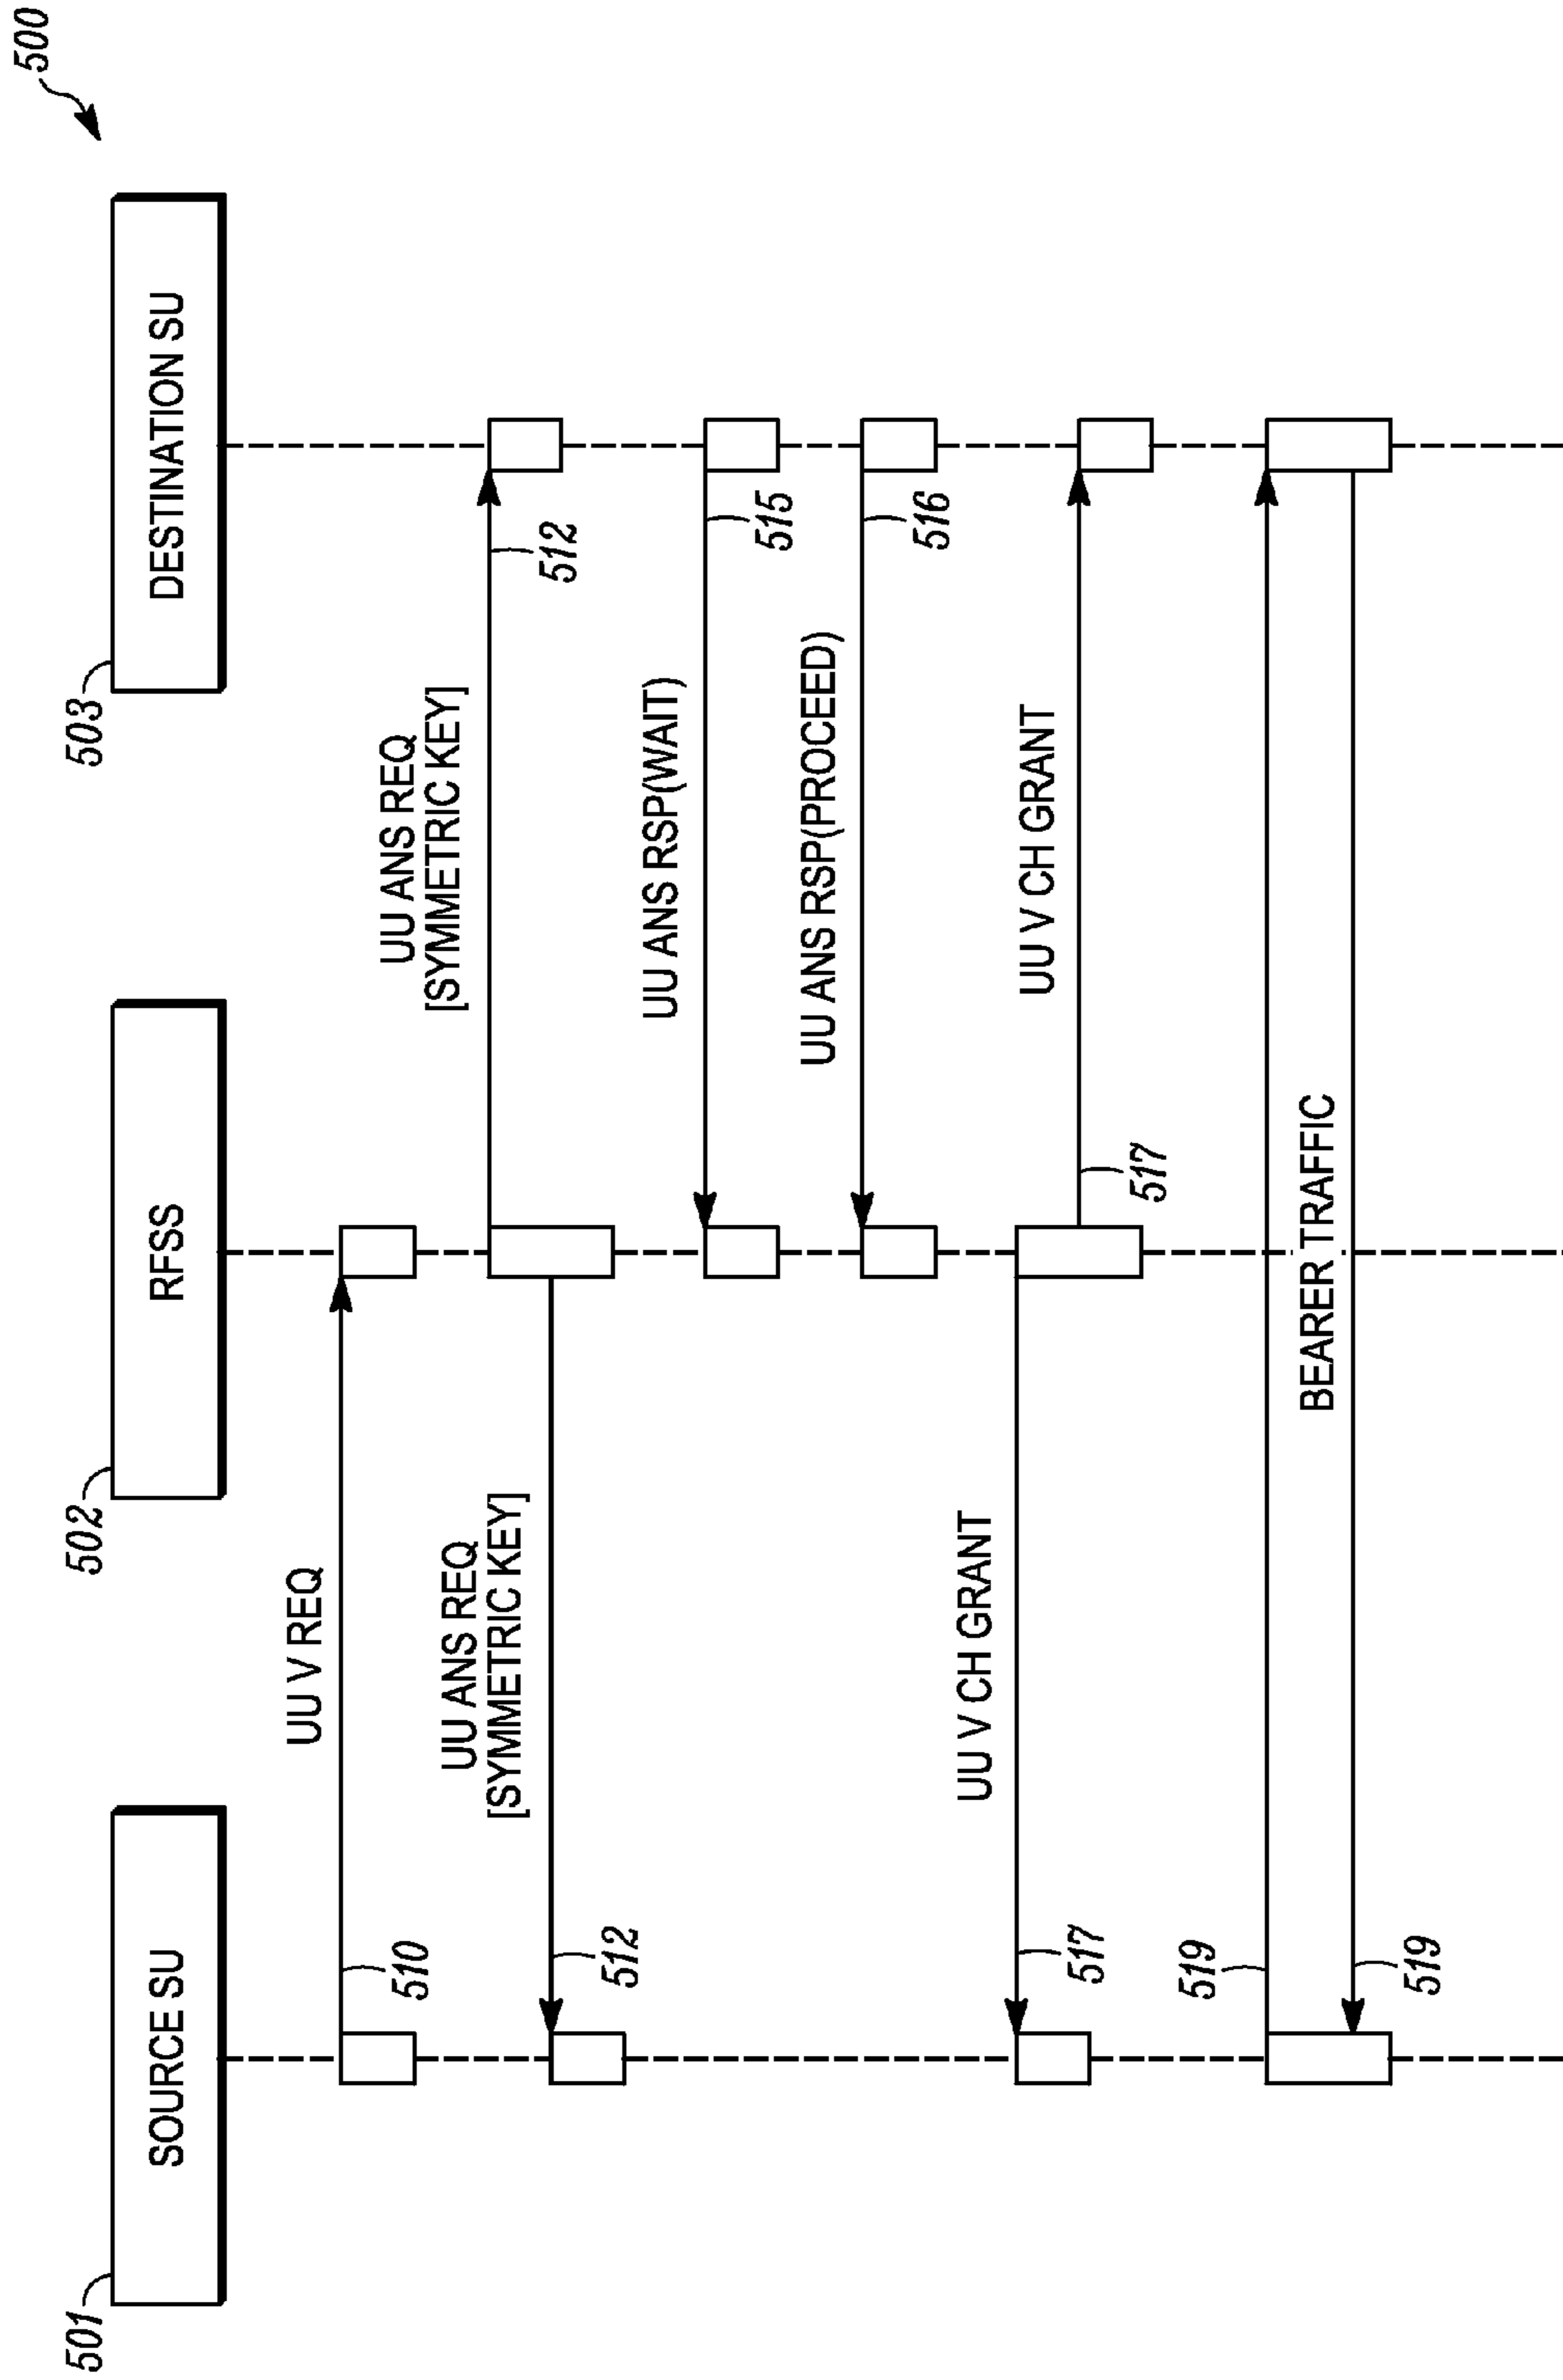 500
501
SOURCE SU
502
RFSS
503
DESTINATION SU
UU V REQ
510
UU ANS REQ
[SYMMETRIC KEY]
512
UU ANS REQ
[SYMMETRIC KEY]
512
UU ANS RSP(WAIT)
515
UU ANS RSP(PROCEED)
516
UU V CH GRANT
517
UU V CH GRANT
517
519
BEARER TRAFFIC
519